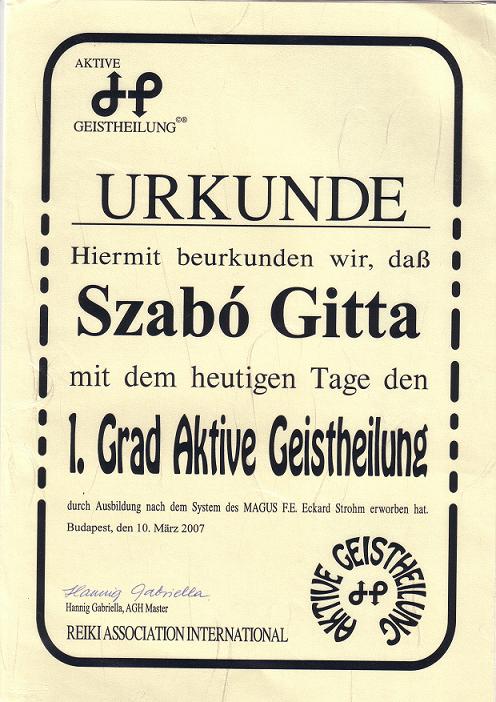 AKTIVE
GEISTHEILUNG©®
URKUNDE
Hiermit beurkunden wir, daß
Szabó Gitta
mit dem heutigen Tage den
1. Grad Aktive Geistheilung
durch Ausbildung nach dem System des MAGUS F.E. Eckard Strohm erworben hat.
Budapest, den 10. März 2007
Hannig Gabriella
Hannig Gabriella, AGH Master
REIKI ASSOCIATION INTERNATIONAL
AKTIVE GEISTHEILUNG